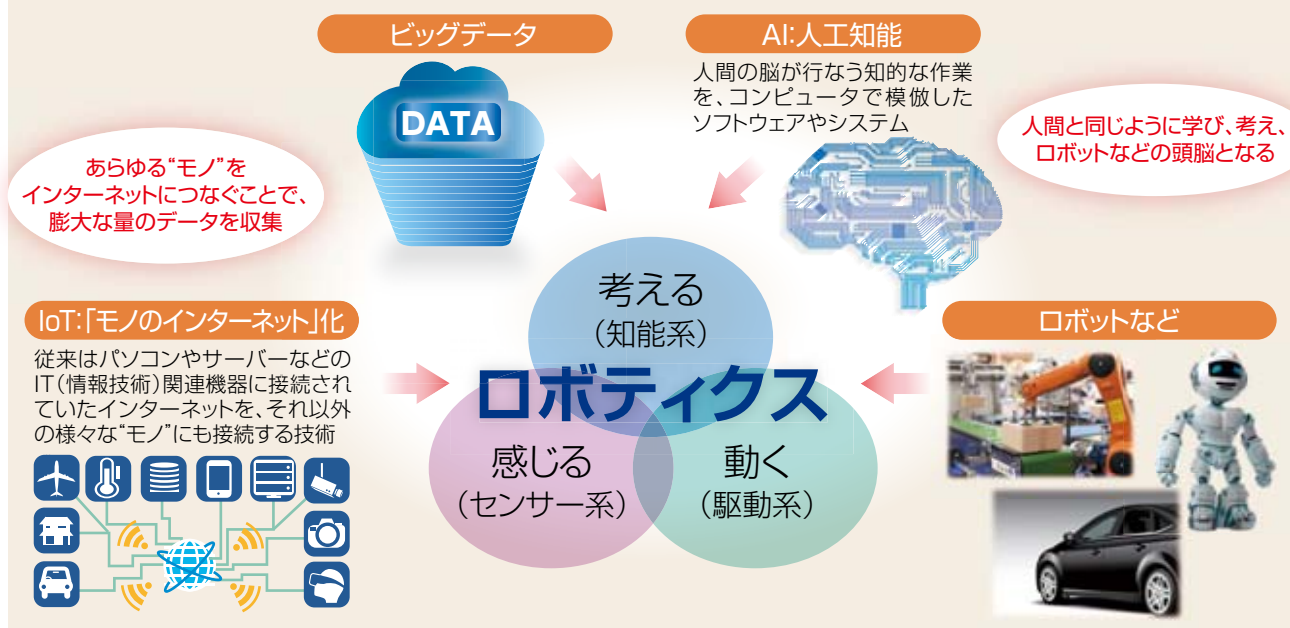 ビッグデータ
DATA
AI:人工知能
人間の脳が行なう知的な作業
を、コンピュータで模倣した
ソフトウェアやシステム
人間と同じように学び、考え、
ロボットなどの頭脳となる
あらゆる“モノ”を
インターネットにつなぐことで、
膨大な量のデータを収集
IoT:「モノのインターネット」化
従来はパソコンやサーバーなどの
IT(情報技術)関連機器に接続され
ていたインターネットを、それ以外
の様々な“モノ”にも接続する技術
考える
(知能系)
ロボティクス
感じる
(センサー系)
動く
(駆動系)
ロボットなど